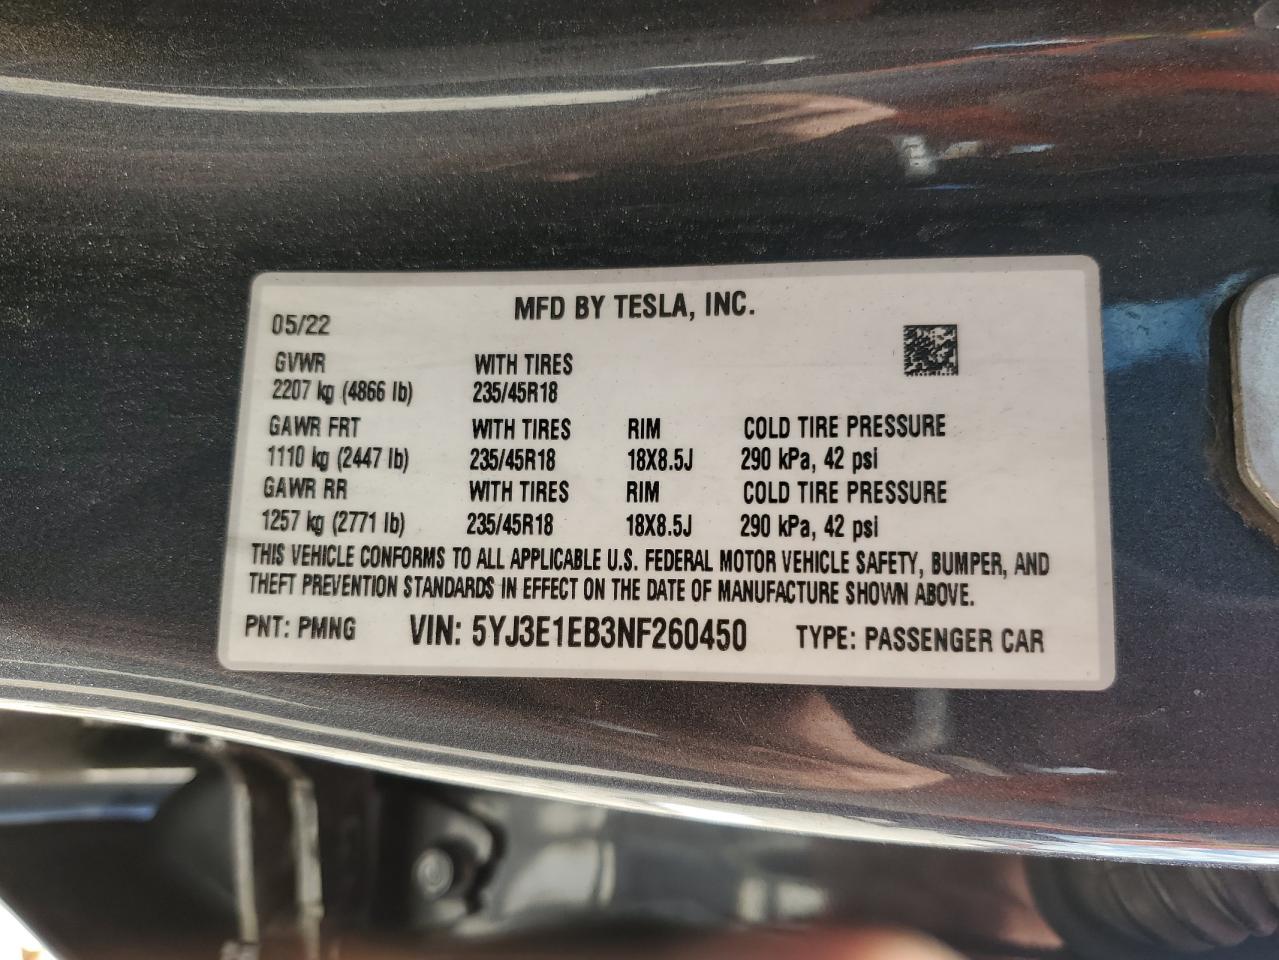 MFD BY TESLA, INC.
05/22
GVWR WITH TIRES
2207 kg (4866 lb) 235/45R18
GAWR FRT WITH TIRES RIM COLD TIRE PRESSURE
1110 kg (2447 lb) 235/45R18 18X8.5J 290 kPa, 42 psi
GAWR RR WITH TIRES RIM COLD TIRE PRESSURE
1257 kg (2771 lb) 235/45R18 18X8.5J 290 kPa, 42 psi
THIS VEHICLE CONFORMS TO ALL APPLICABLE U.S. FEDERAL MOTOR VEHICLE SAFETY, BUMPER, AND
THEFT PREVENTION STANDARDS IN EFFECT ON THE DATE OF MANUFACTURE SHOWN ABOVE.
PNT: PMNG VIN: 5YJ3E1EB3NF260450 TYPE: PASSENGER CAR